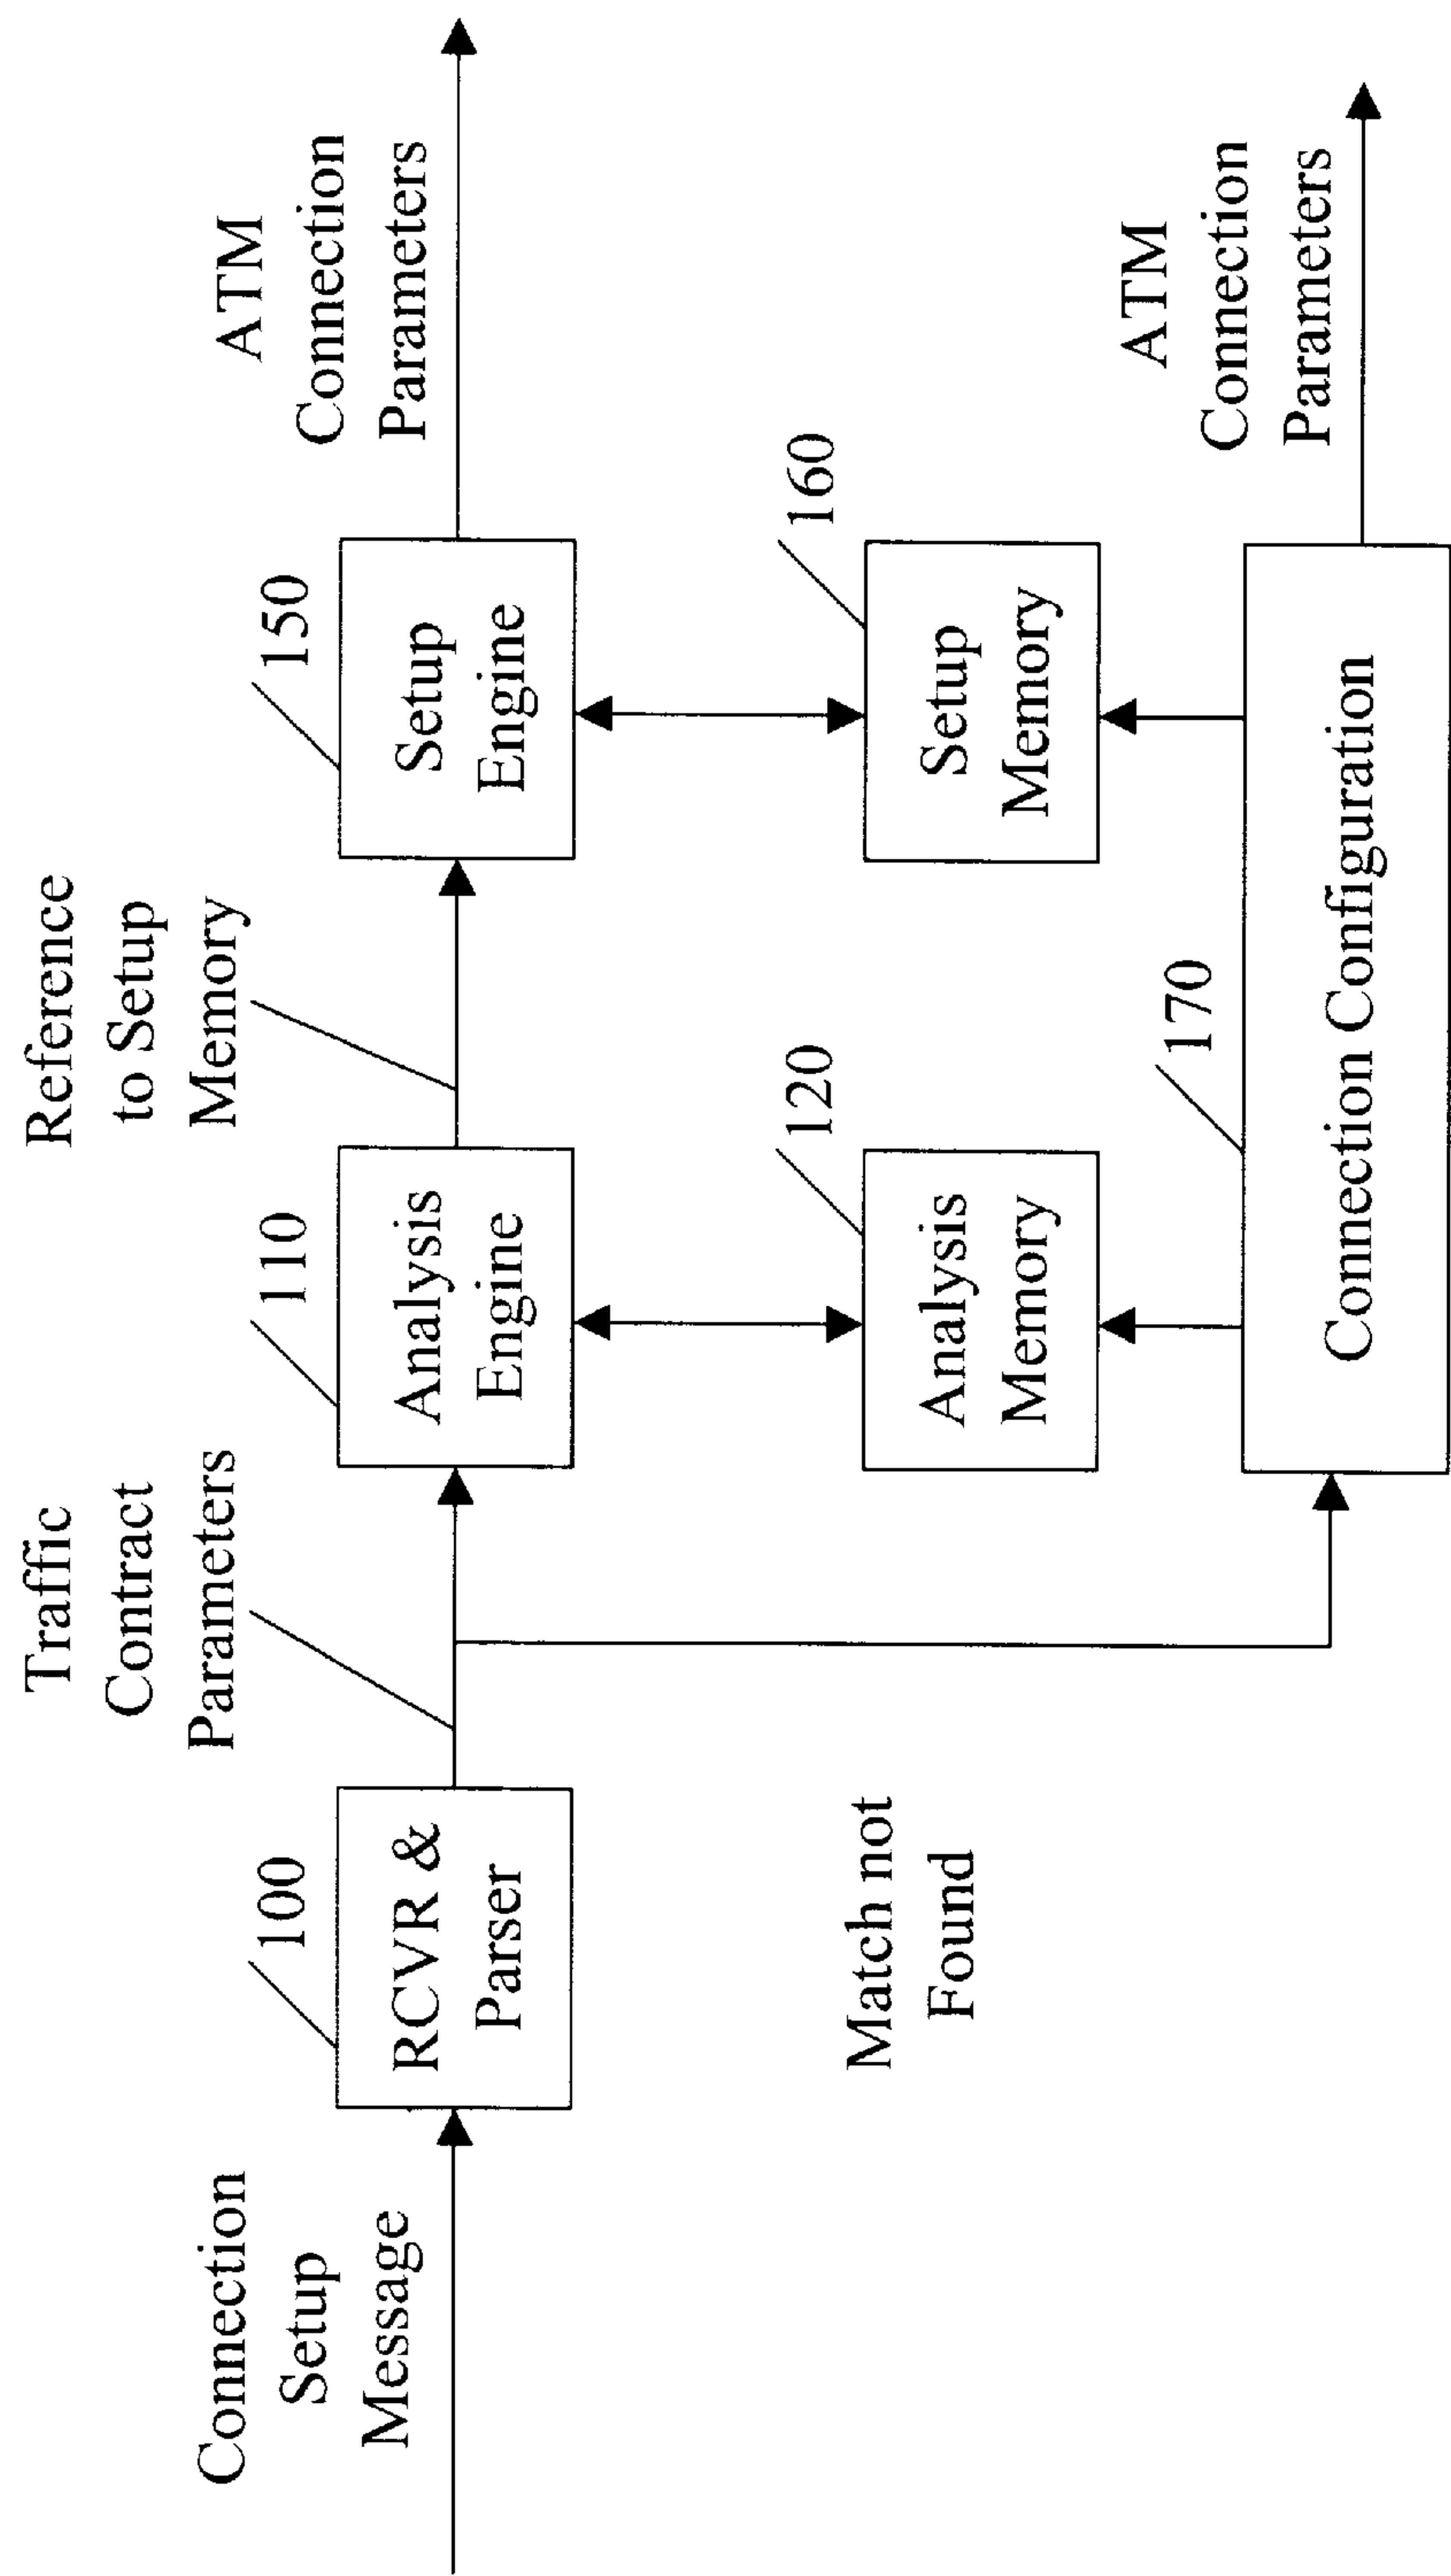 Connection
Setup
Message
100
RCVR &
Parser
Traffic
Contract
Parameters
Match not
Found
110
Analysis
Engine
120
Analysis
Memory
Reference
to Setup
Memory
150
Setup
Engine
160
Setup
Memory
170
Connection Configuration
ATM
Connection
Parameters
ATM
Connection
Parameters